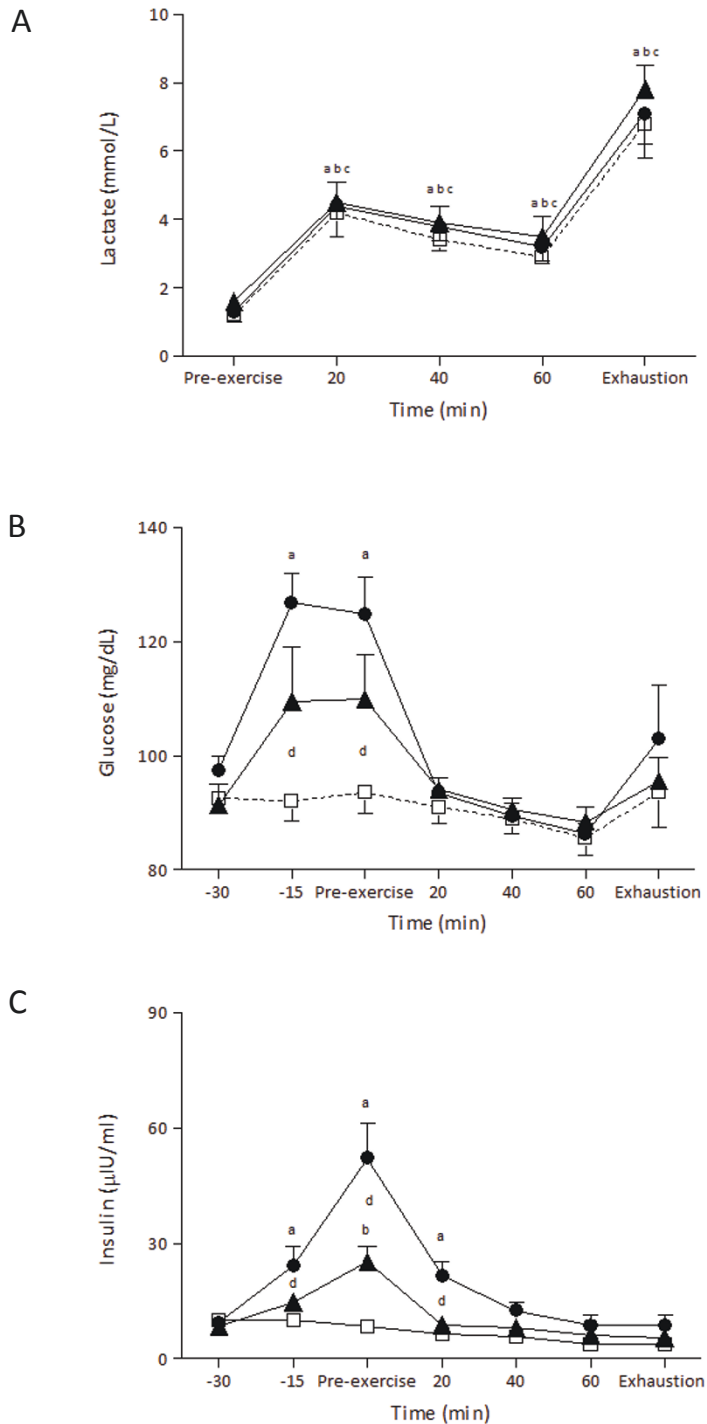 A
Lactate (mmol/L)
10
8
6
4
2
0
a b c
a b c
a b c
a b c
Pre-exercise 20 40 60 Exhaustion
Time (min)
B
Glucose (mg/dL)
140
120
100
80
a a
d d
-30 -15 Pre-exercise 20 40 60 Exhaustion
Time (min)
C
Insulin (μIU/ml)
90
60
30
0
a
d
a b a
d d
-30 -15 Pre-exercise 20 40 60 Exhaustion
Time (min)